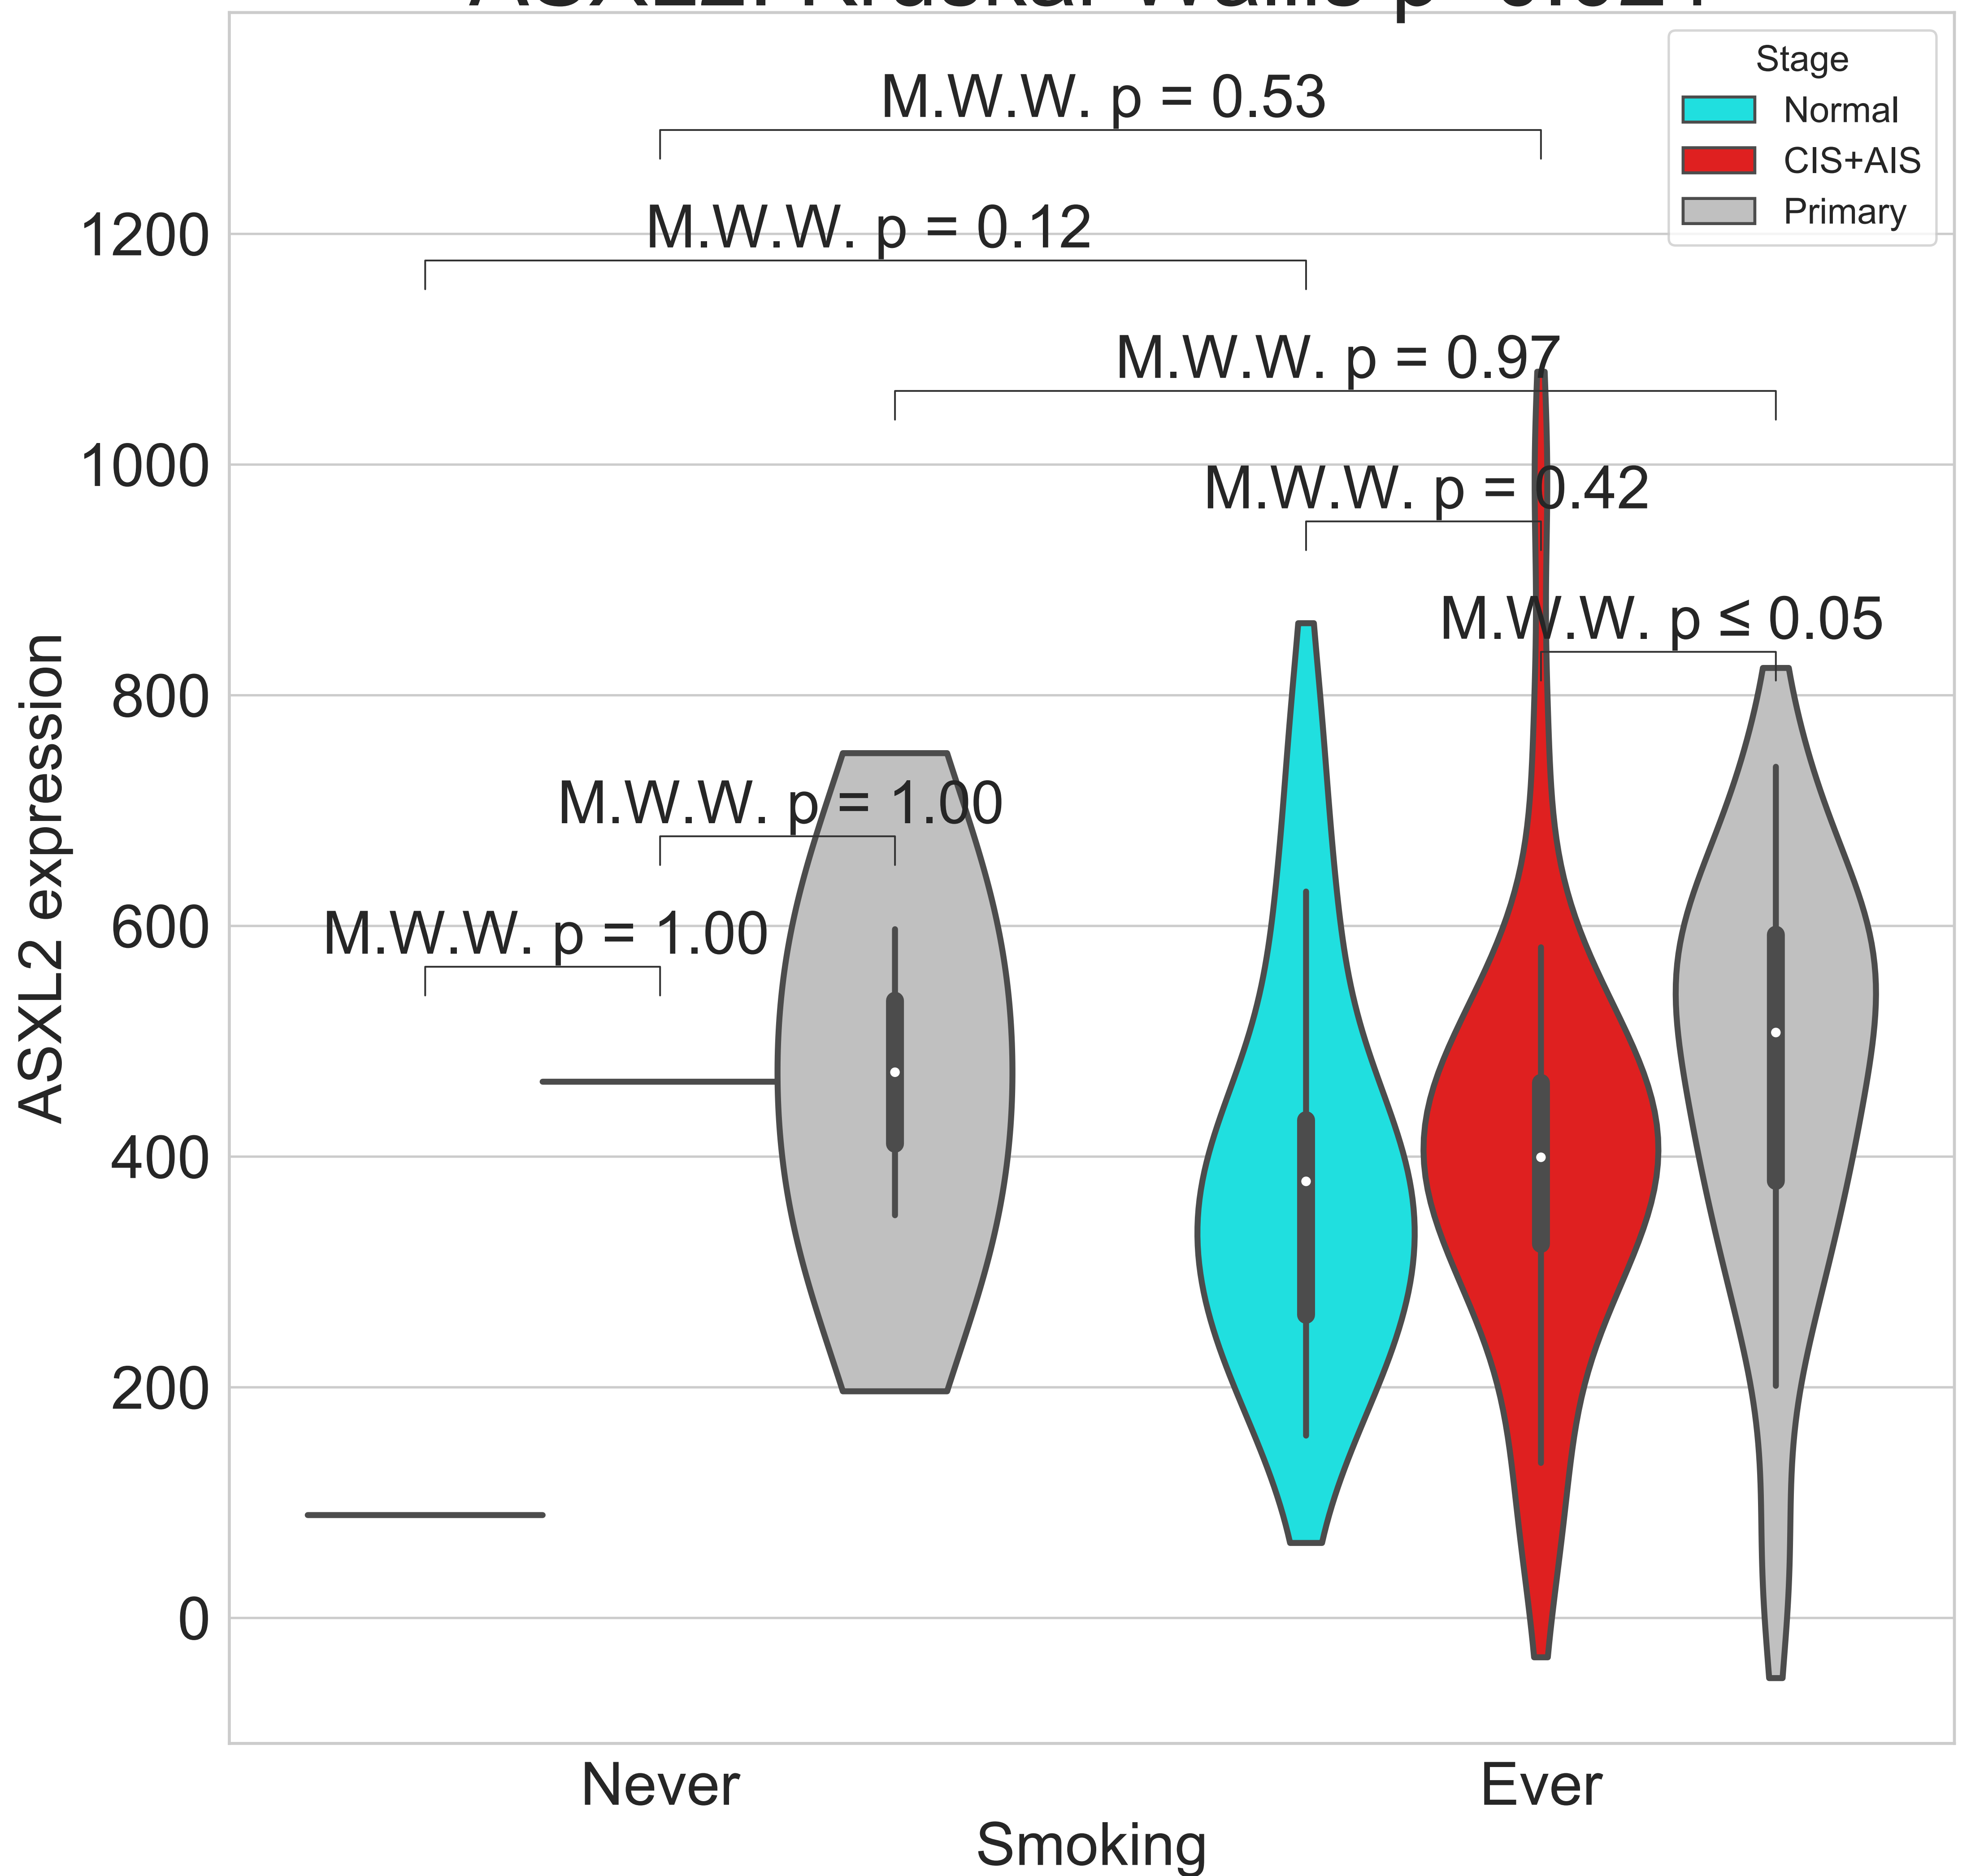 Stage
Normal
CIS+AIS
Primary
M.W.W. p = 0.53
M.W.W. p = 0.12
M.W.W. p = 0.97
M.W.W. p = 0.42
M.W.W. p ≤ 0.05
M.W.W. p = 1.00
M.W.W. p = 1.00
1200
1000
800
600
400
200
0
ASXL2 expression
Never
Ever
Smoking